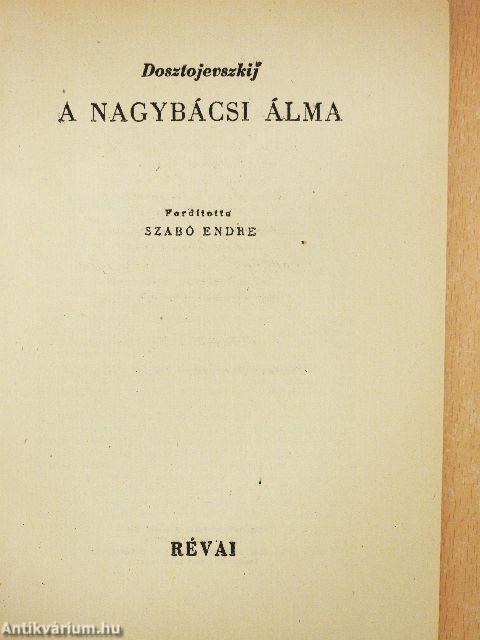 Dosztojevszkij
A NAGYBÁCSI ÁLMA
Fordította
SZABÓ ENDRE
RÉVAI
Antikvárium.hu